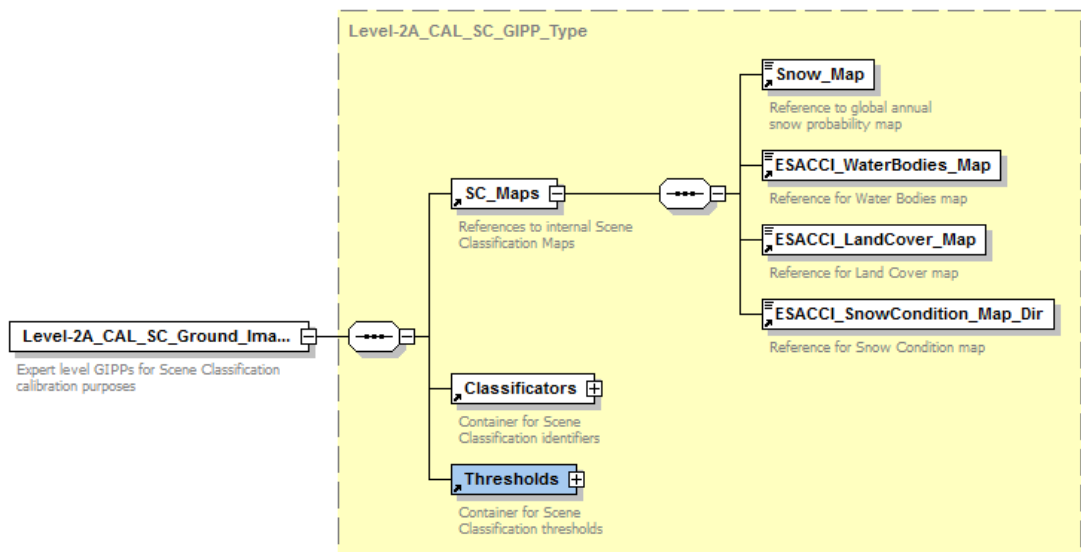 Level-2A_CAL_SC_GIPP_Type
Snow_Map
Reference to global annual
snow probability map
ESACCI_WaterBodies_Map
Reference for Water Bodies map
SC_Maps
References to internal Scene
Classification Maps
ESACCI_LandCover_Map
Reference for Land Cover map
ESACCI_SnowCondition_Map_Dir
Reference for Snow Condition map
Level-2A_CAL_SC_Ground_Ima...
Expert level GIPPs for Scene Classification
calibration purposes
Classificators
Container for Scene
Classification identifiers
Thresholds
Container for Scene
Classification thresholds